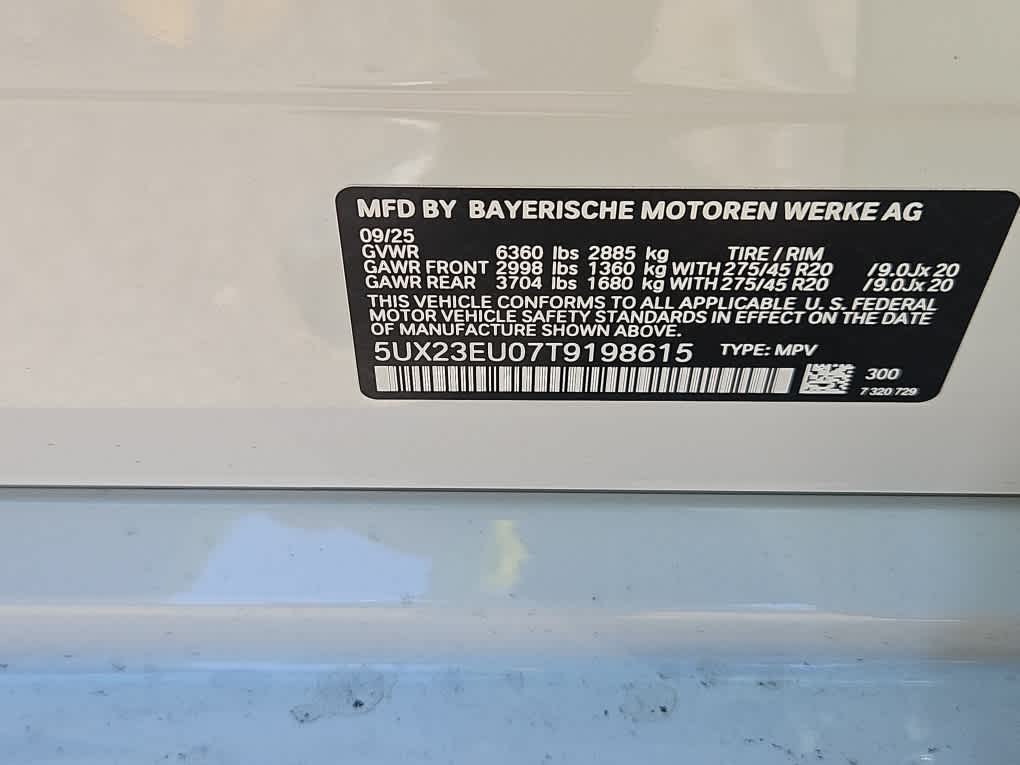 MFD BY BAYERISCHE MOTOREN WERKE AG
09/25
GVWR 6360 lbs 2885 kg TIRE / RIM
GAWR FRONT 2998 lbs 1360 kg WITH 275/45 R20 / 9.0Jx 20
GAWR REAR 3704 lbs 1680 kg WITH 275/45 R20 / 9.0Jx 20
THIS VEHICLE CONFORMS TO ALL APPLICABLE U. S. FEDERAL
MOTOR VEHICLE SAFETY STANDARDS IN EFFECT ON THE DATE
OF MANUFACTURE SHOWN ABOVE.
5UX23EU07T9198615 TYPE: MPV
300
7 320 729